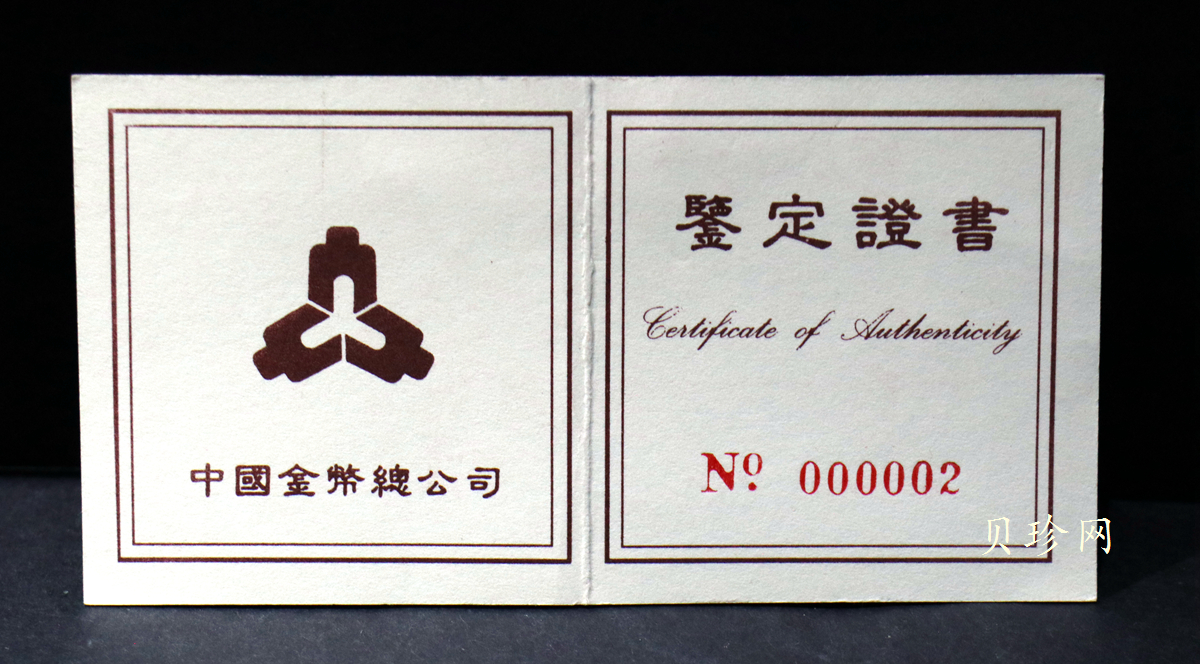 中國金幣總公司
鑒定證書
Certificate of Authenticity
Nº 000002
贝珍网